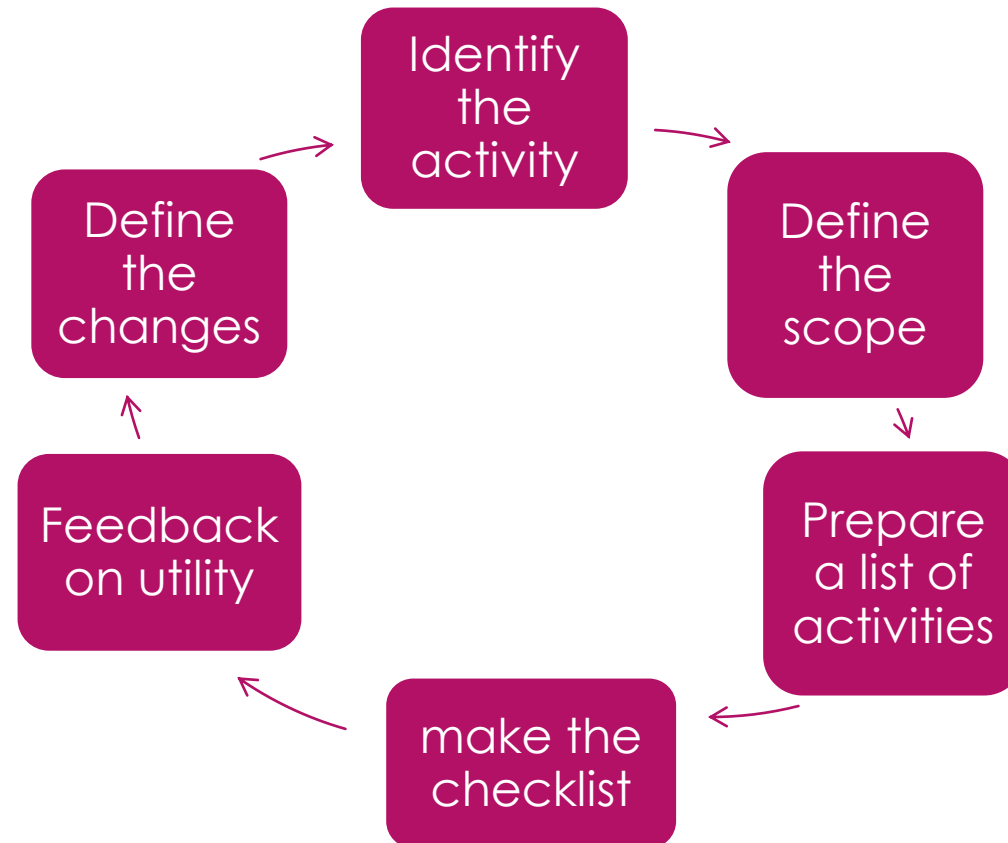 Identify
the
activity
Define
the
scope
Prepare
a list of
activities
make the
checklist
Feedback
on utility
Define
the
changes